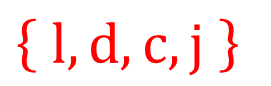 { l, d, c, j }